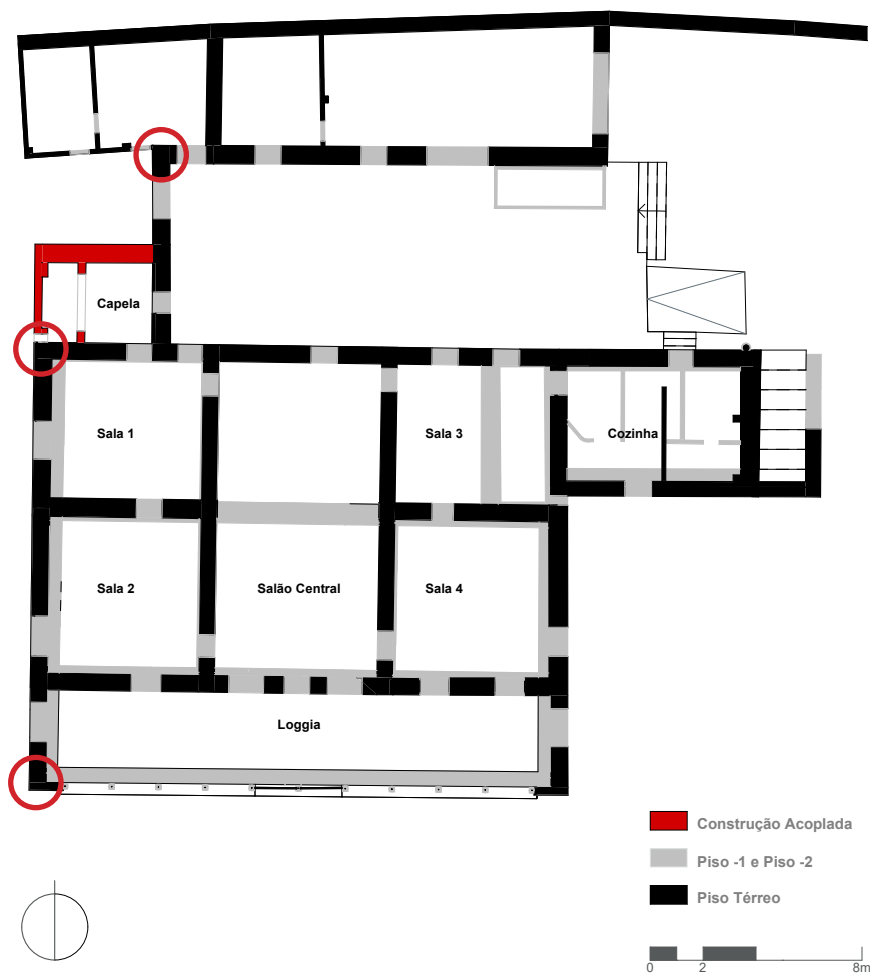 Capela
Sala 1
Sala 3
Cozinha
Sala 2
Salão Central
Sala 4
Loggia
Construção Acoplada
Piso -1 e Piso -2
Piso Térreo
0 2 8m